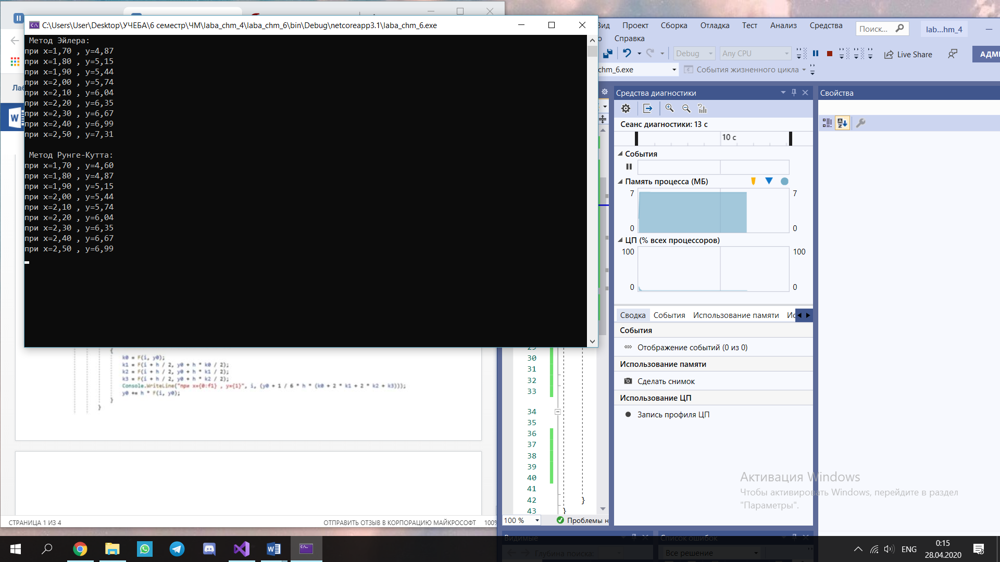 C:\Users\User\Desktop\УЧЕБА\6 семестр\ЧМ\laba_chm_4\laba_chm_6\bin\Debug\netcoreapp3.1\laba_chm_6.exe
Метод Эйлера:
при x=1,70 , y=4,87
при x=1,80 , y=5,15
при x=1,90 , y=5,44
при x=2,00 , y=5,74
при x=2,10 , y=6,04
при x=2,20 , y=6,35
при x=2,30 , y=6,67
при x=2,40 , y=6,99
при x=2,50 , y=7,31
Метод Рунге-Кутта:
при x=1,70 , y=4,60
при x=1,80 , y=4,87
при x=1,90 , y=5,15
при x=2,00 , y=5,44
при x=2,10 , y=5,74
при x=2,20 , y=6,04
при x=2,30 , y=6,35
при x=2,40 , y=6,67
при x=2,50 , y=6,99
Лаб
{
k0 = F(i, y0);
k1 = F(i + h / 2, y0 + h * k0 / 2);
k2 = F(i + h / 2, y0 + h * k1 / 2);
k3 = F(i + h / 2, y0 + h * k2 / 2);
Console.WriteLine("при x={0:f1} , y={1}", i, (y0 + 1 / 6 * h * (k0 + 2 * k1 + 2 * k2 + k3)));
y0 += h * F(i, y0);
}
}
СТРАНИЦА 1 ИЗ 4 ОТПРАВИТЬ ОТЗЫВ В КОРПОРАЦИЮ МАЙКРОСОФТ 100%
Вид Проект Сборка Отладка Тест Анализ Средства Поиск... lab...hm_4
Справка
Debug Any CPU Live Share АДМИ
chm_6.exe События жизненного цикла
Средства диагностики
Сеанс диагностики: 13 с
10 с
События
Память процесса (МБ)
7 7
0 0
ЦП (% всех процессоров)
100 100
0 0
Сводка События Использование памяти Ис
События
Отображение событий (0 из 0)
Использование памяти
Сделать снимок
Использование ЦП
Запись профиля ЦП
Свойства
29
30
31
32
33
34
35
36
37
38
39
40
41
42 }
43 }
100 % Проблемы н
Видимые Список ошибок
Глубина поиска: Все решение
Активация Windows
Чтобы активировать Windows, перейдите в раздел
"Параметры".
ENG
0:15
28.04.2020